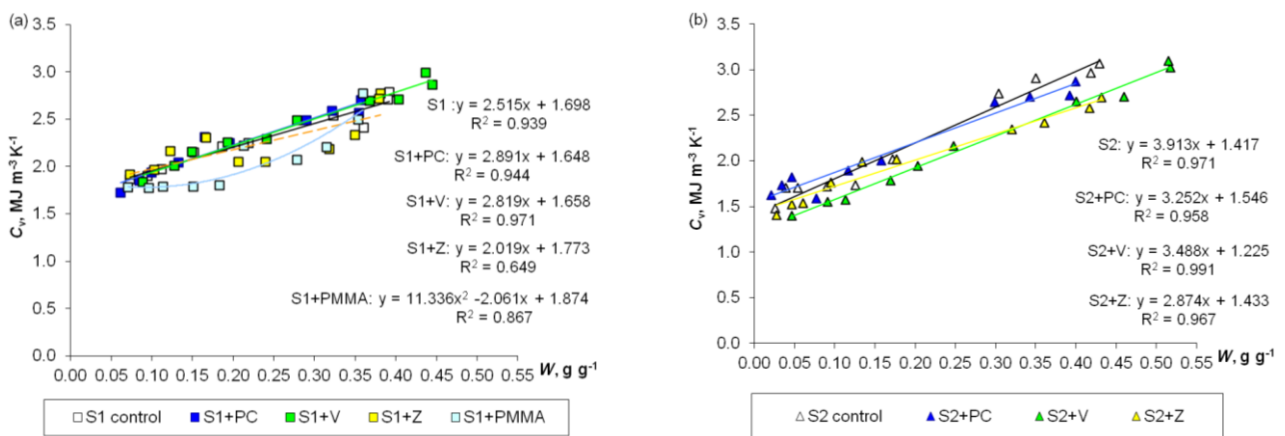 (a)
3.5
3.0
2.5
2.0
1.5
1.0
0.5
0.0
Cᵥ, MJ m⁻³ K⁻¹
S1 :y = 2.515x + 1.698
R² = 0.939
S1+PC: y = 2.891x + 1.648
R² = 0.944
S1+V: y = 2.819x + 1.658
R² = 0.971
S1+Z: y = 2.019x + 1.773
R² = 0.649
S1+PMMA: y = 11.336x² -2.061x + 1.874
R² = 0.867
W, g g⁻¹
0.00 0.05 0.10 0.15 0.20 0.25 0.30 0.35 0.40 0.45 0.50 0.55
S1 control S1+PC S1+V S1+Z S1+PMMA
(b)
3.5
3.0
2.5
2.0
1.5
1.0
0.5
0.0
Cᵥ, MJ m⁻³ K⁻¹
S2: y = 3.913x + 1.417
R² = 0.971
S2+PC: y = 3.252x + 1.546
R² = 0.958
S2+V: y = 3.488x + 1.225
R² = 0.991
S2+Z: y = 2.874x + 1.433
R² = 0.967
W, g g⁻¹
0.00 0.05 0.10 0.15 0.20 0.25 0.30 0.35 0.40 0.45 0.50 0.55
S2 control S2+PC S2+V S2+Z